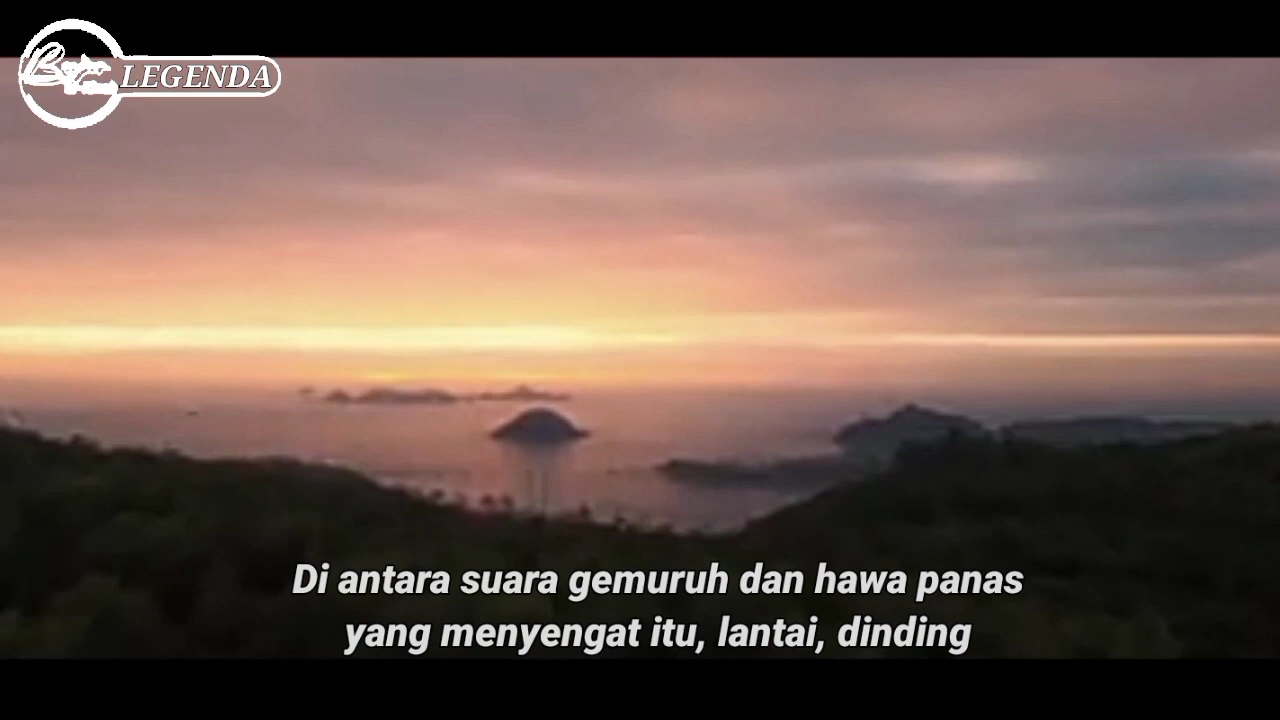 LEGENDA
Di antara suara gemuruh dan hawa panas
yang menyengat itu, lantai, dinding